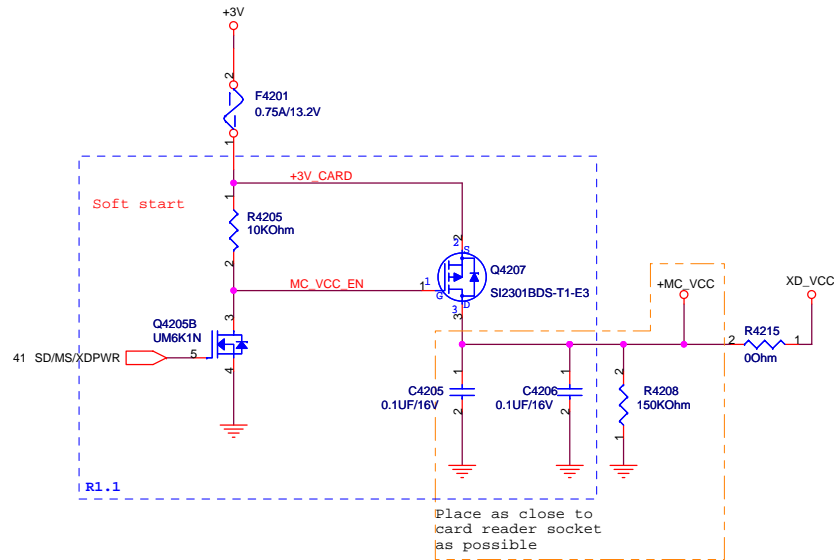 +3V
2
F4201
0.75A/13.2V
1
+3V_CARD
Soft start
1
R4205
10KOhm
2
2
2
S
Q4207
SI2301BDS-T1-E3
MC_VCC_EN
1
1
G
D
3
3
+MC_VCC
XD_VCC
Q4205B
UM6K1N
3
41 SD/MS/XDPWR
5
4
2
R4215
1
0Ohm
1
C4205
0.1UF/16V
2
1
C4206
0.1UF/16V
2
2
R4208
150KOhm
1
R1.1
Place as close to
card reader socket
as possible